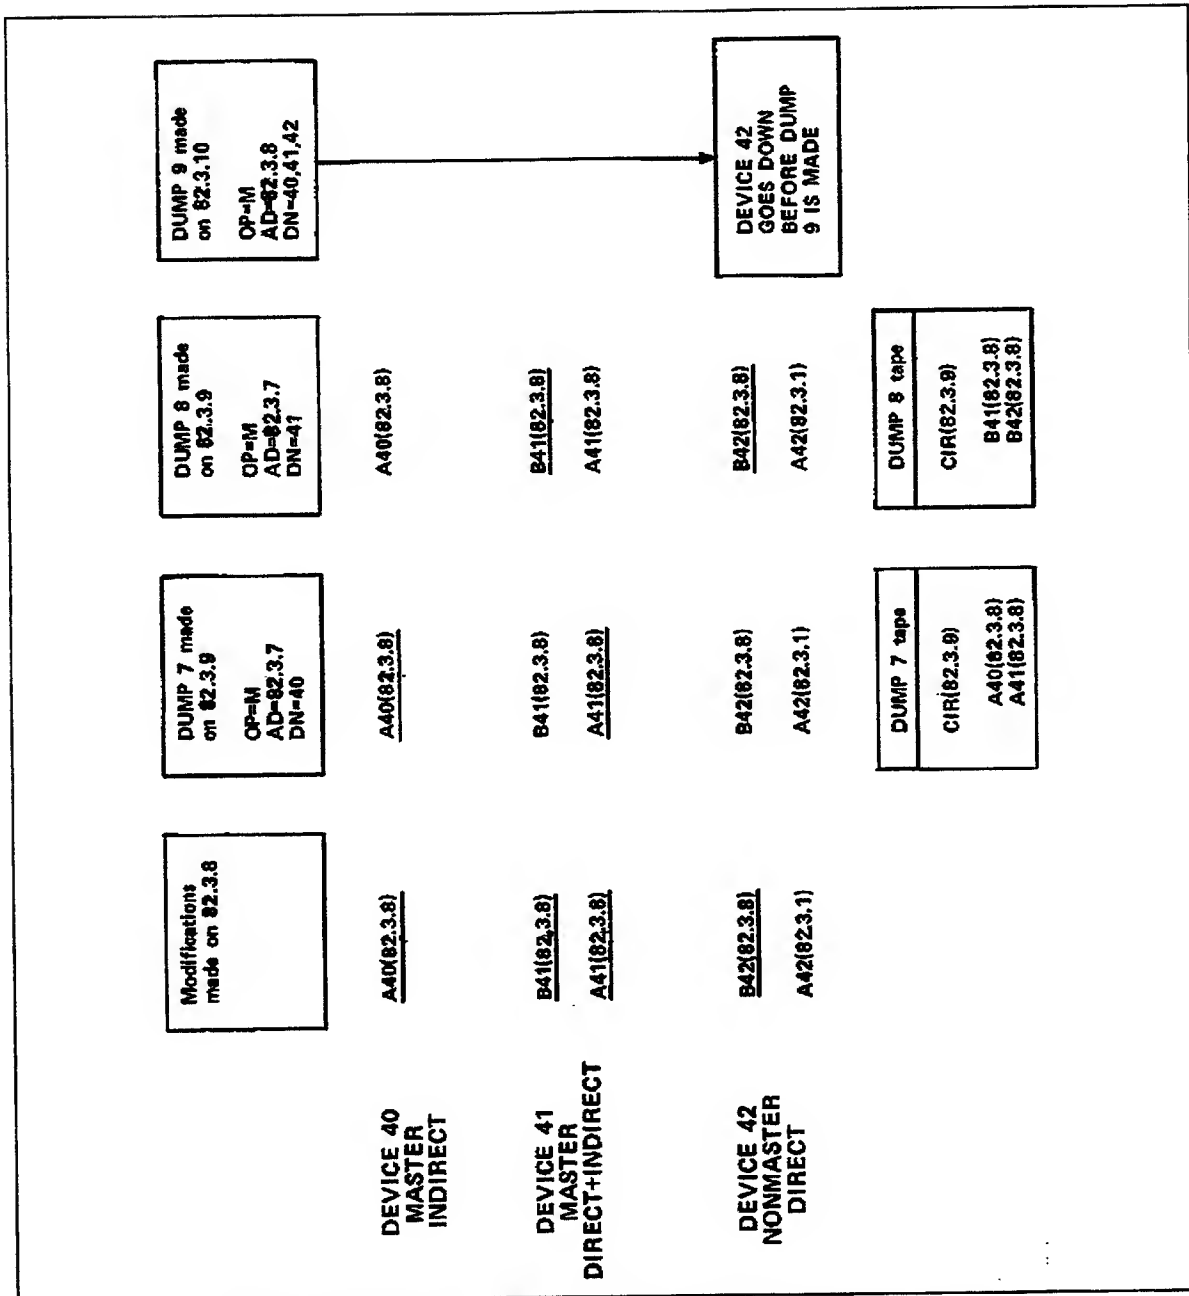 Modifications
made on 82.3.8
DUMP 7 made
on 82.3.9
OP=M
AD=82.3.7
DN=40
DUMP 8 made
on 82.3.9
OP=M
AD=82.3.7
DN=41
DUMP 9 made
on 82.3.10
OP=M
AD=82.3.8
DN=40,41,42
DEVICE 40
MASTER
INDIRECT
A40(82.3.8)
A40(82.3.8)
A40(82.3.8)
DEVICE 41
MASTER
DIRECT+INDIRECT
B41(82.3.8)
A41(82.3.8)
B41(82.3.8)
A41(82.3.8)
B41(82.3.8)
A41(82.3.8)
DEVICE 42
NONMASTER
DIRECT
B42(82.3.8)
A42(82.3.1)
B42(82.3.8)
A42(82.3.1)
B42(82.3.8)
A42(82.3.1)
DEVICE 42
GOES DOWN
BEFORE DUMP
9 IS MADE
DUMP 7 tape
CIR(82.3.9)
A40(82.3.8)
A41(82.3.8)
DUMP 8 tape
CIR(82.3.9)
B41(82.3.8)
B42(82.3.8)